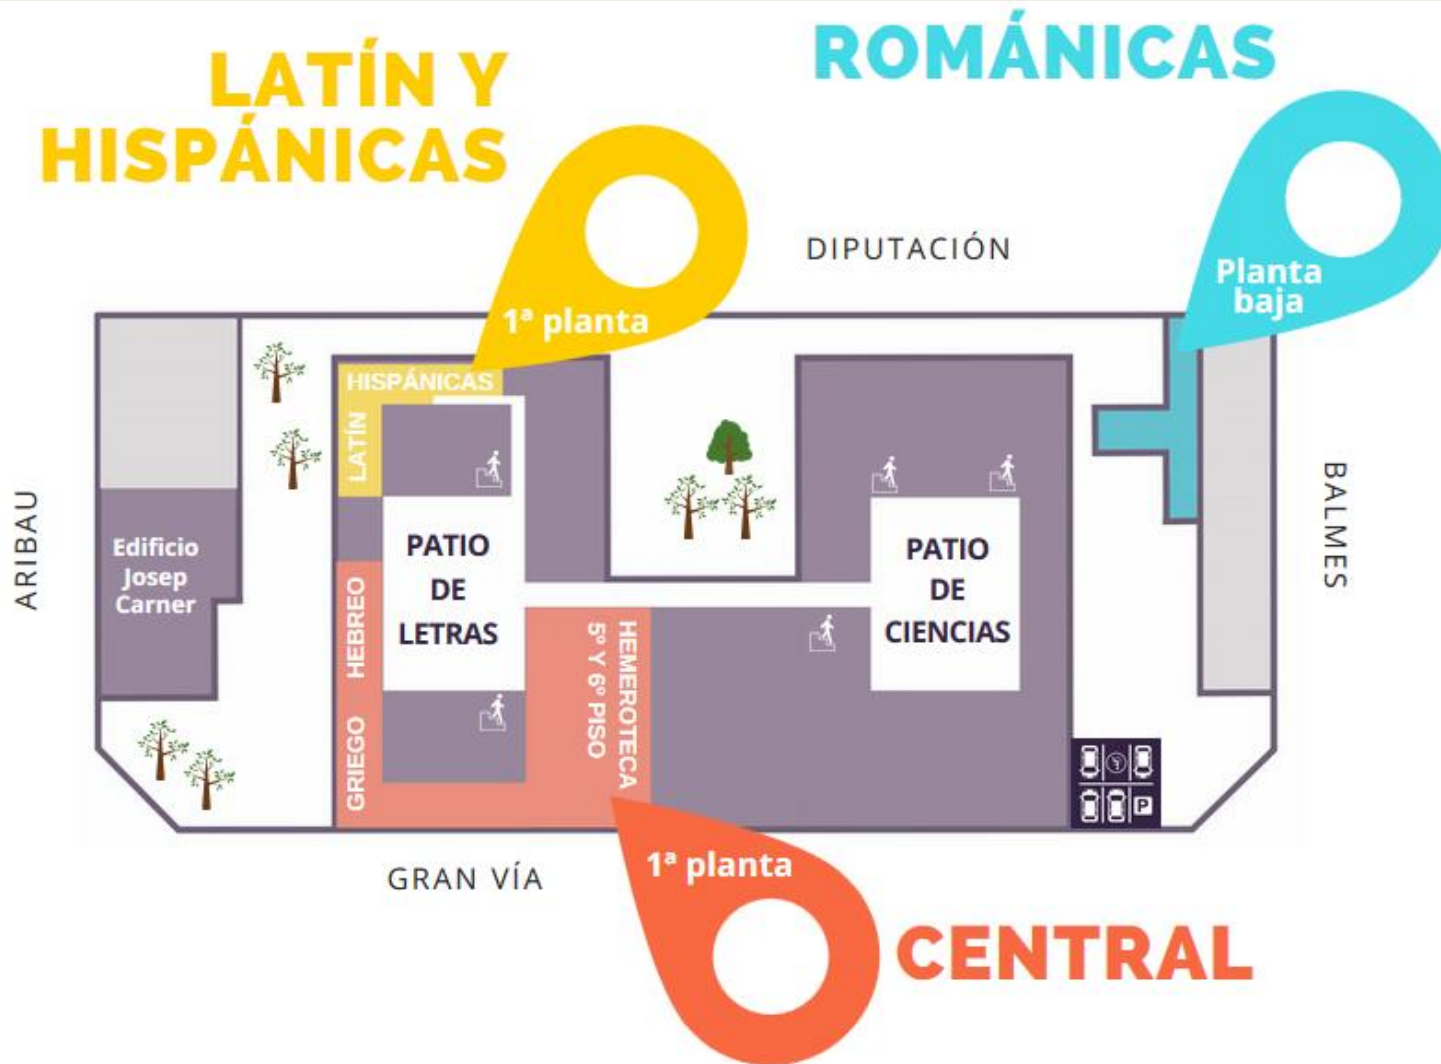 ROMÁNICAS
LATÍN Y
HISPÁNICAS
DIPUTACIÓN
Planta
baja
1ª planta
HISPÁNICAS
LATÍN
ARIBAU
BALMES
Edificio
Josep
Carner
PATIO
DE
LETRAS
PATIO
DE
CIENCIAS
HEBREO
GRIEGO
HEMEROTECA
5º Y 6º PISO
P
GRAN VÍA
1ª planta
CENTRAL